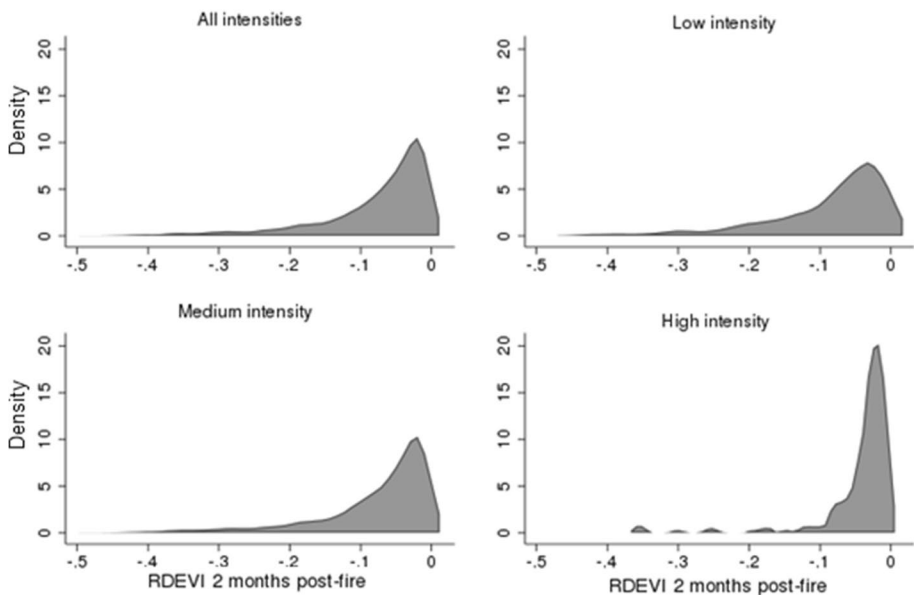 All intensities
Density
20
15
10
5
0
-.5 -.4 -.3 -.2 -.1 0
Low intensity
20
15
10
5
0
-.5 -.4 -.3 -.2 -.1 0
Medium intensity
Density
20
15
10
5
0
-.5 -.4 -.3 -.2 -.1 0
RDEVI 2 months post-fire
High intensity
20
15
10
5
0
-.5 -.4 -.3 -.2 -.1 0
RDEVI 2 months post-fire